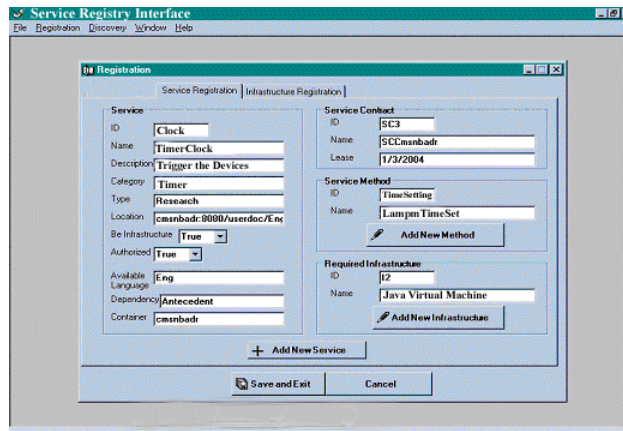 Service Registry Interface
File Registration Discovery Window Help
Registration
Service Registration Infrastructure Registration
Service
ID Clock
Name TimerClock
Description Trigger the Devices
Category Timer
Type Research
Location cmsnbadr:8080/userdoc/Eng
Be Infrastructure True
Authorized True
Available Language Eng
Dependency Antecedent
Container cmsnbadr
Service Contract
ID SC3
Name SCCmsnbadr
Lease 1/3/2004
Service Method
ID TimeSetting
Name LampmTimeSet
Add New Method
Required Infrastructure
ID I2
Name Java Virtual Machine
Add New Infrastructure
Add New Service
Save and Exit Cancel